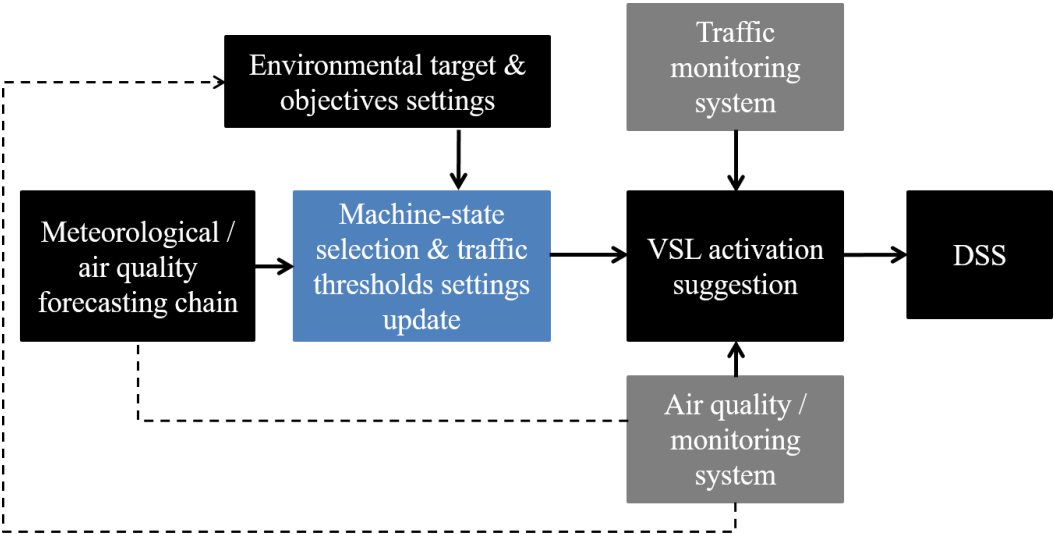 Environmental target &
objectives settings
Traffic
monitoring
system
Meteorological /
air quality
forecasting chain
Machine-state
selection & traffic
thresholds settings
update
VSL activation
suggestion
DSS
Air quality /
monitoring
system